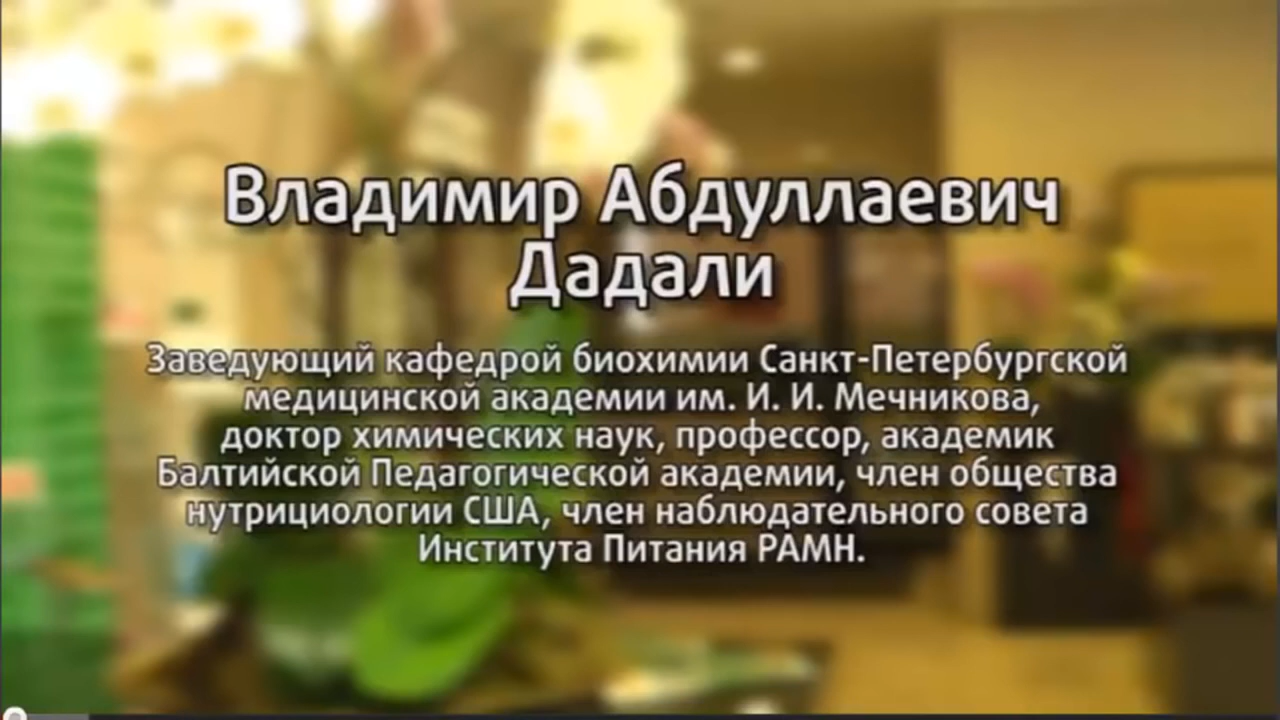 Владимир Абдуллаевич
Дадали
Заведующий кафедрой биохимии Санкт-Петербургской
медицинской академии им. И. И. Мечникова,
доктор химических наук, профессор, академик
Балтийской Педагогической академии, член общества
нутрициологии США, член наблюдательного совета
Института Питания РАМН.